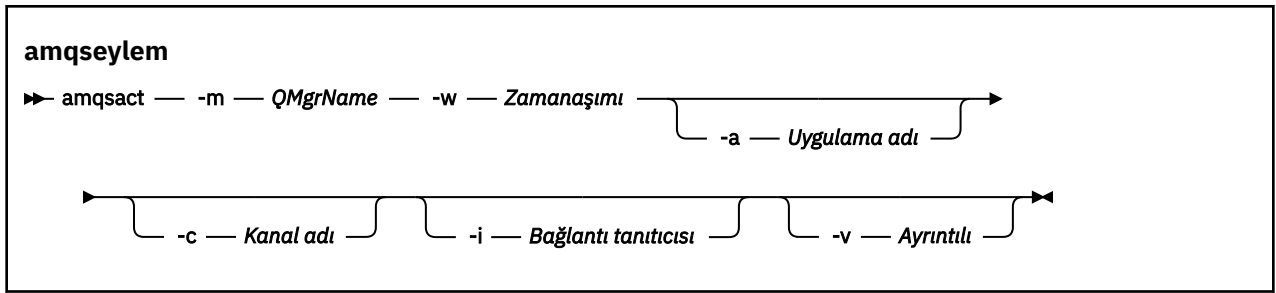 amqseylem
amqsact -m QMgrName -w Zamanaşımı
-a Uygulama adı
-c Kanal adı -i Bağlantı tanıtıcısı -v Ayrıntılı